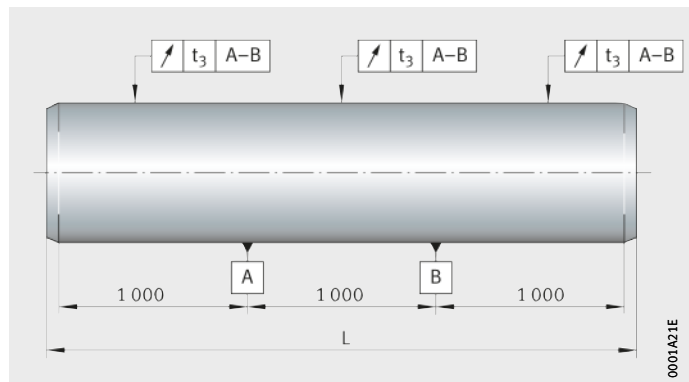 t3 A–B t3 A–B t3 A–B
A B
1 000 1 000 1 000
L
0001A21E